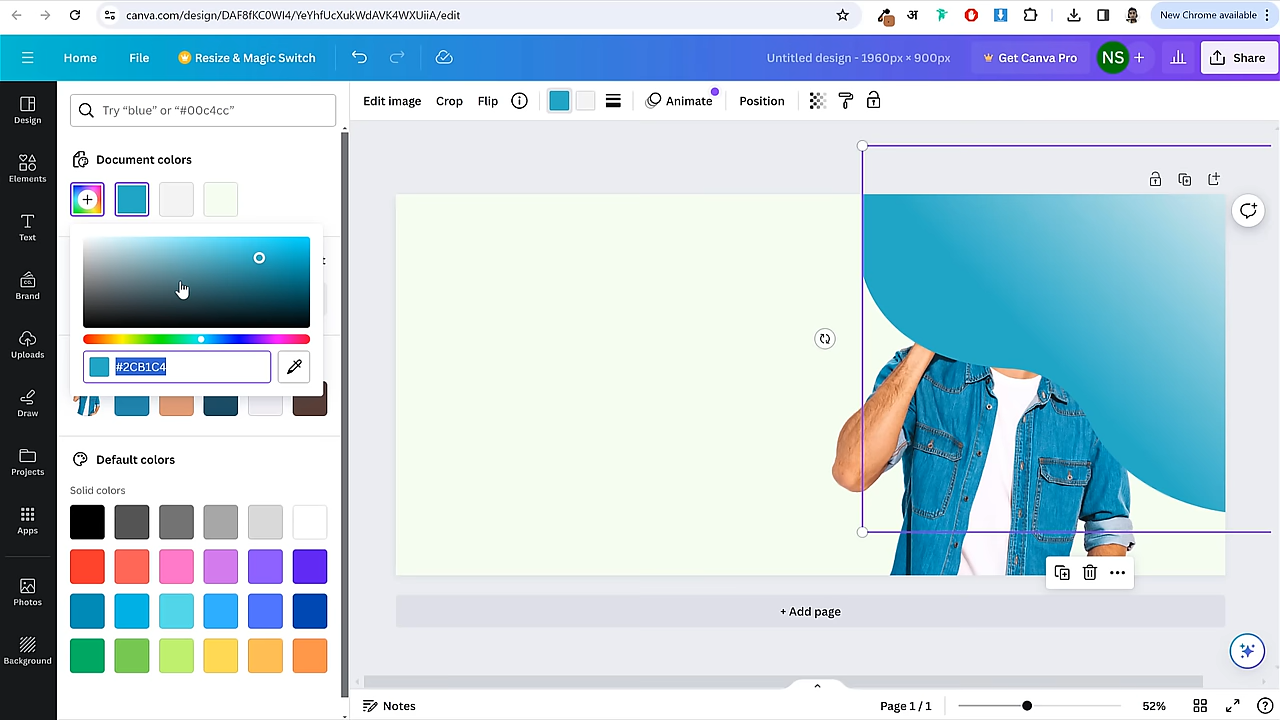 canva.com/design/DAF8fKC0WI4/YeYhfUcXukWdAVK4WXUiiA/edit
अ
New Chrome available
Home
File
Resize & Magic Switch
Untitled design - 1960px × 900px
Get Canva Pro
NS
Share
Design
Elements
Text
Brand
Uploads
Draw
Projects
Apps
Photos
Background
Try “blue” or “#00c4cc”
Document colors
#2CB1C4
Default colors
Solid colors
Edit image
Crop
Flip
Animate
Position
+ Add page
Notes
Page 1 / 1
52%